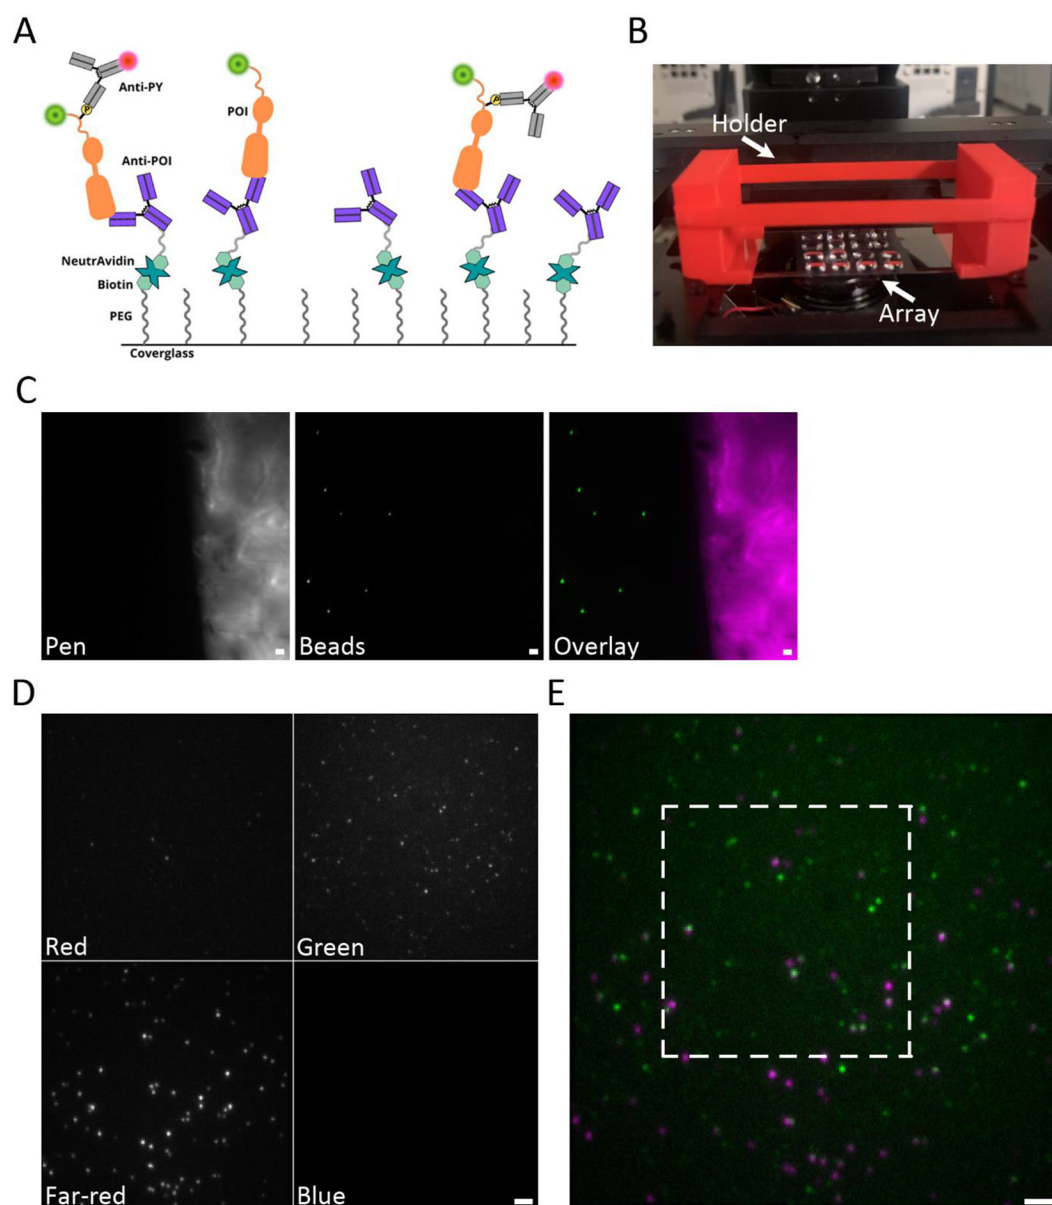 A
B
Anti-PY
P
POI
P
Anti-POI
NeutrAvidin
Biotin
PEG
Coverglass
Holder
Array
C
Pen
Beads
Overlay
D
E
Red
Green
Far-red
Blue